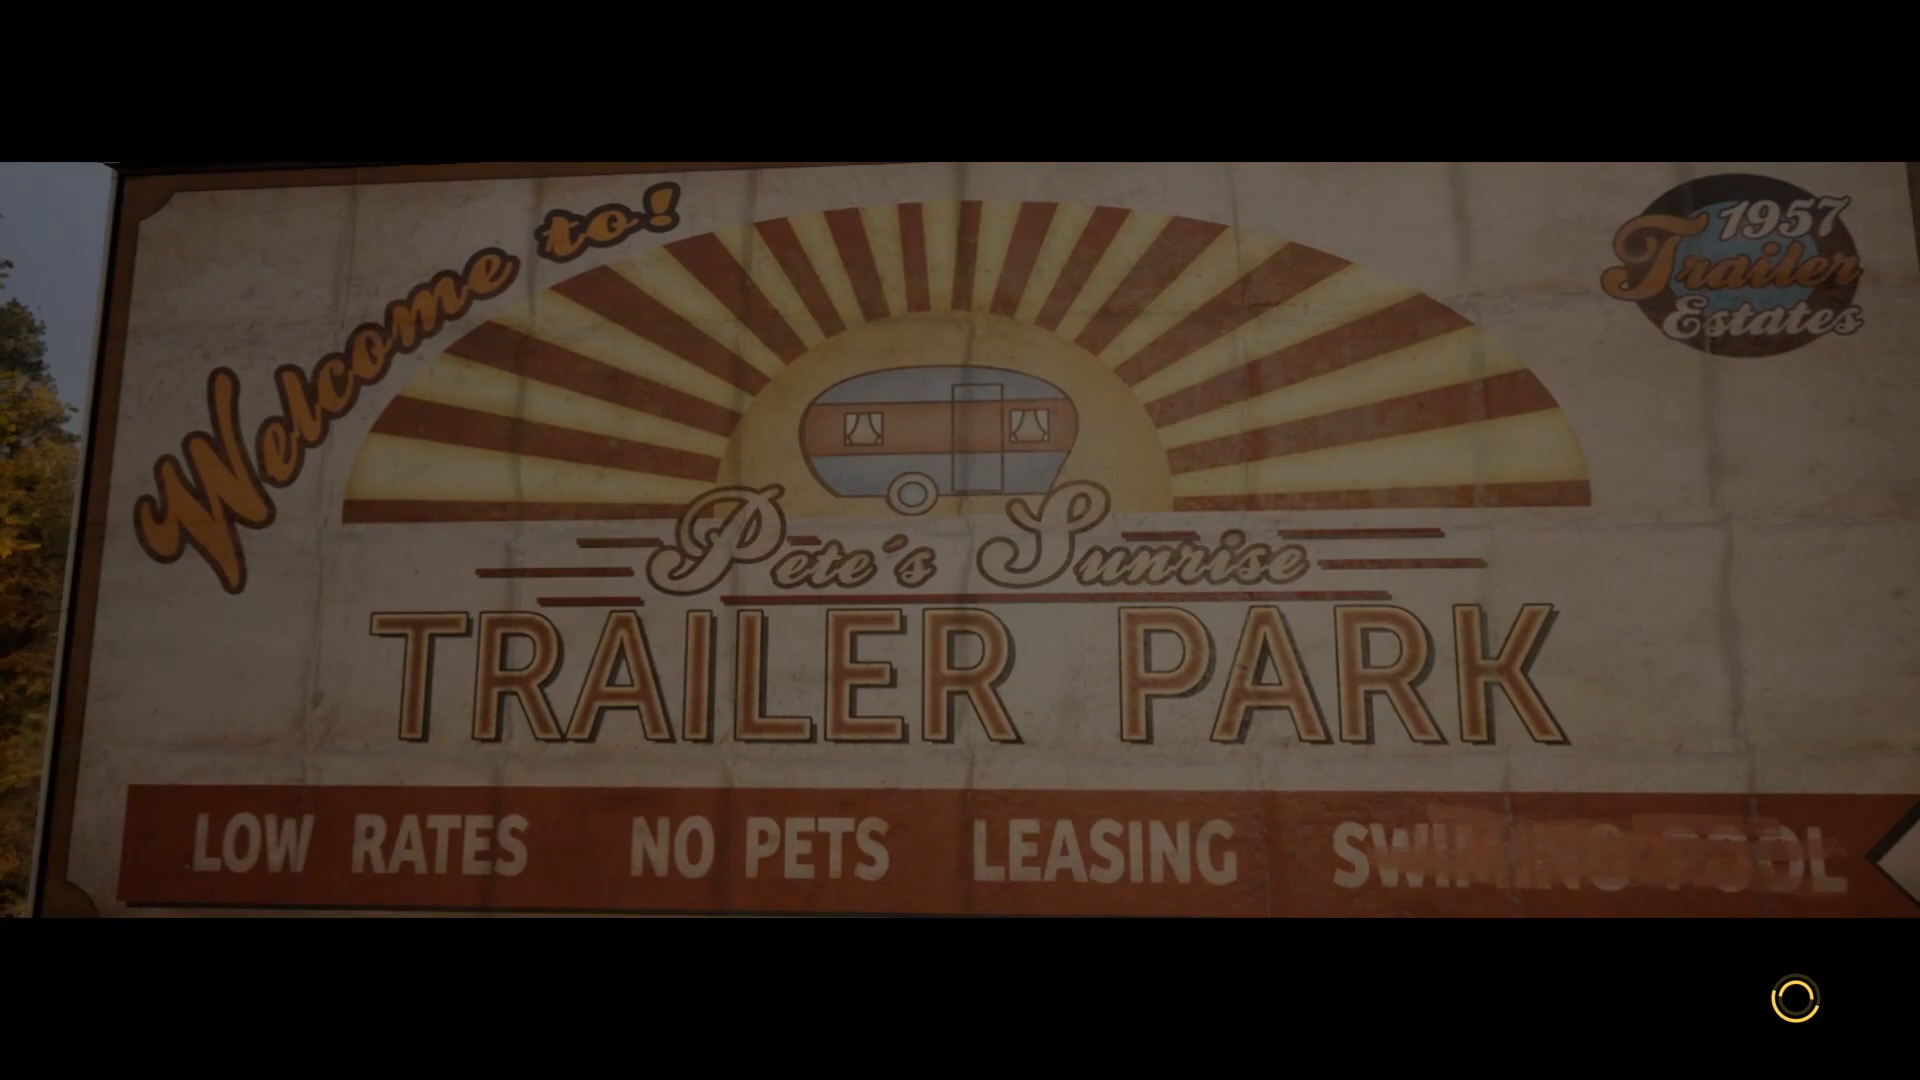 Welcome to!
1957
Trailer
Estates
Pete's Sunrise
TRAILER PARK
LOW RATES NO PETS LEASING